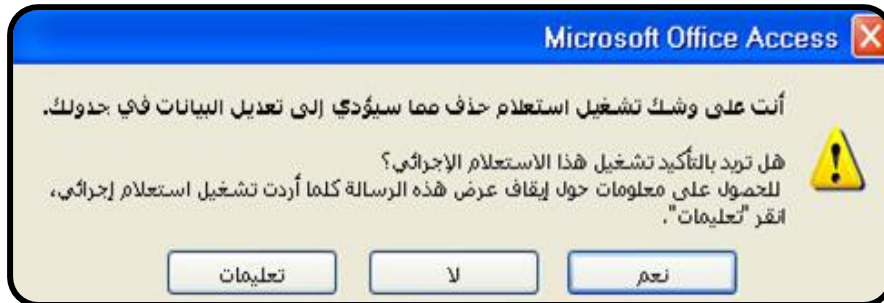 Microsoft Office Access
أنت على وشك تشغيل استعلام حذف مما سيؤدي إلى تعديل البيانات في جدولك.
هل تريد بالتأكيد تشغيل هذا الاستعلام الإجرائي؟
للحصول على معلومات حول إيقاف عرض هذه الرسالة كلما أردت تشغيل استعلام إجرائي،
انقر "تعليمات".
نعم لا تعليمات